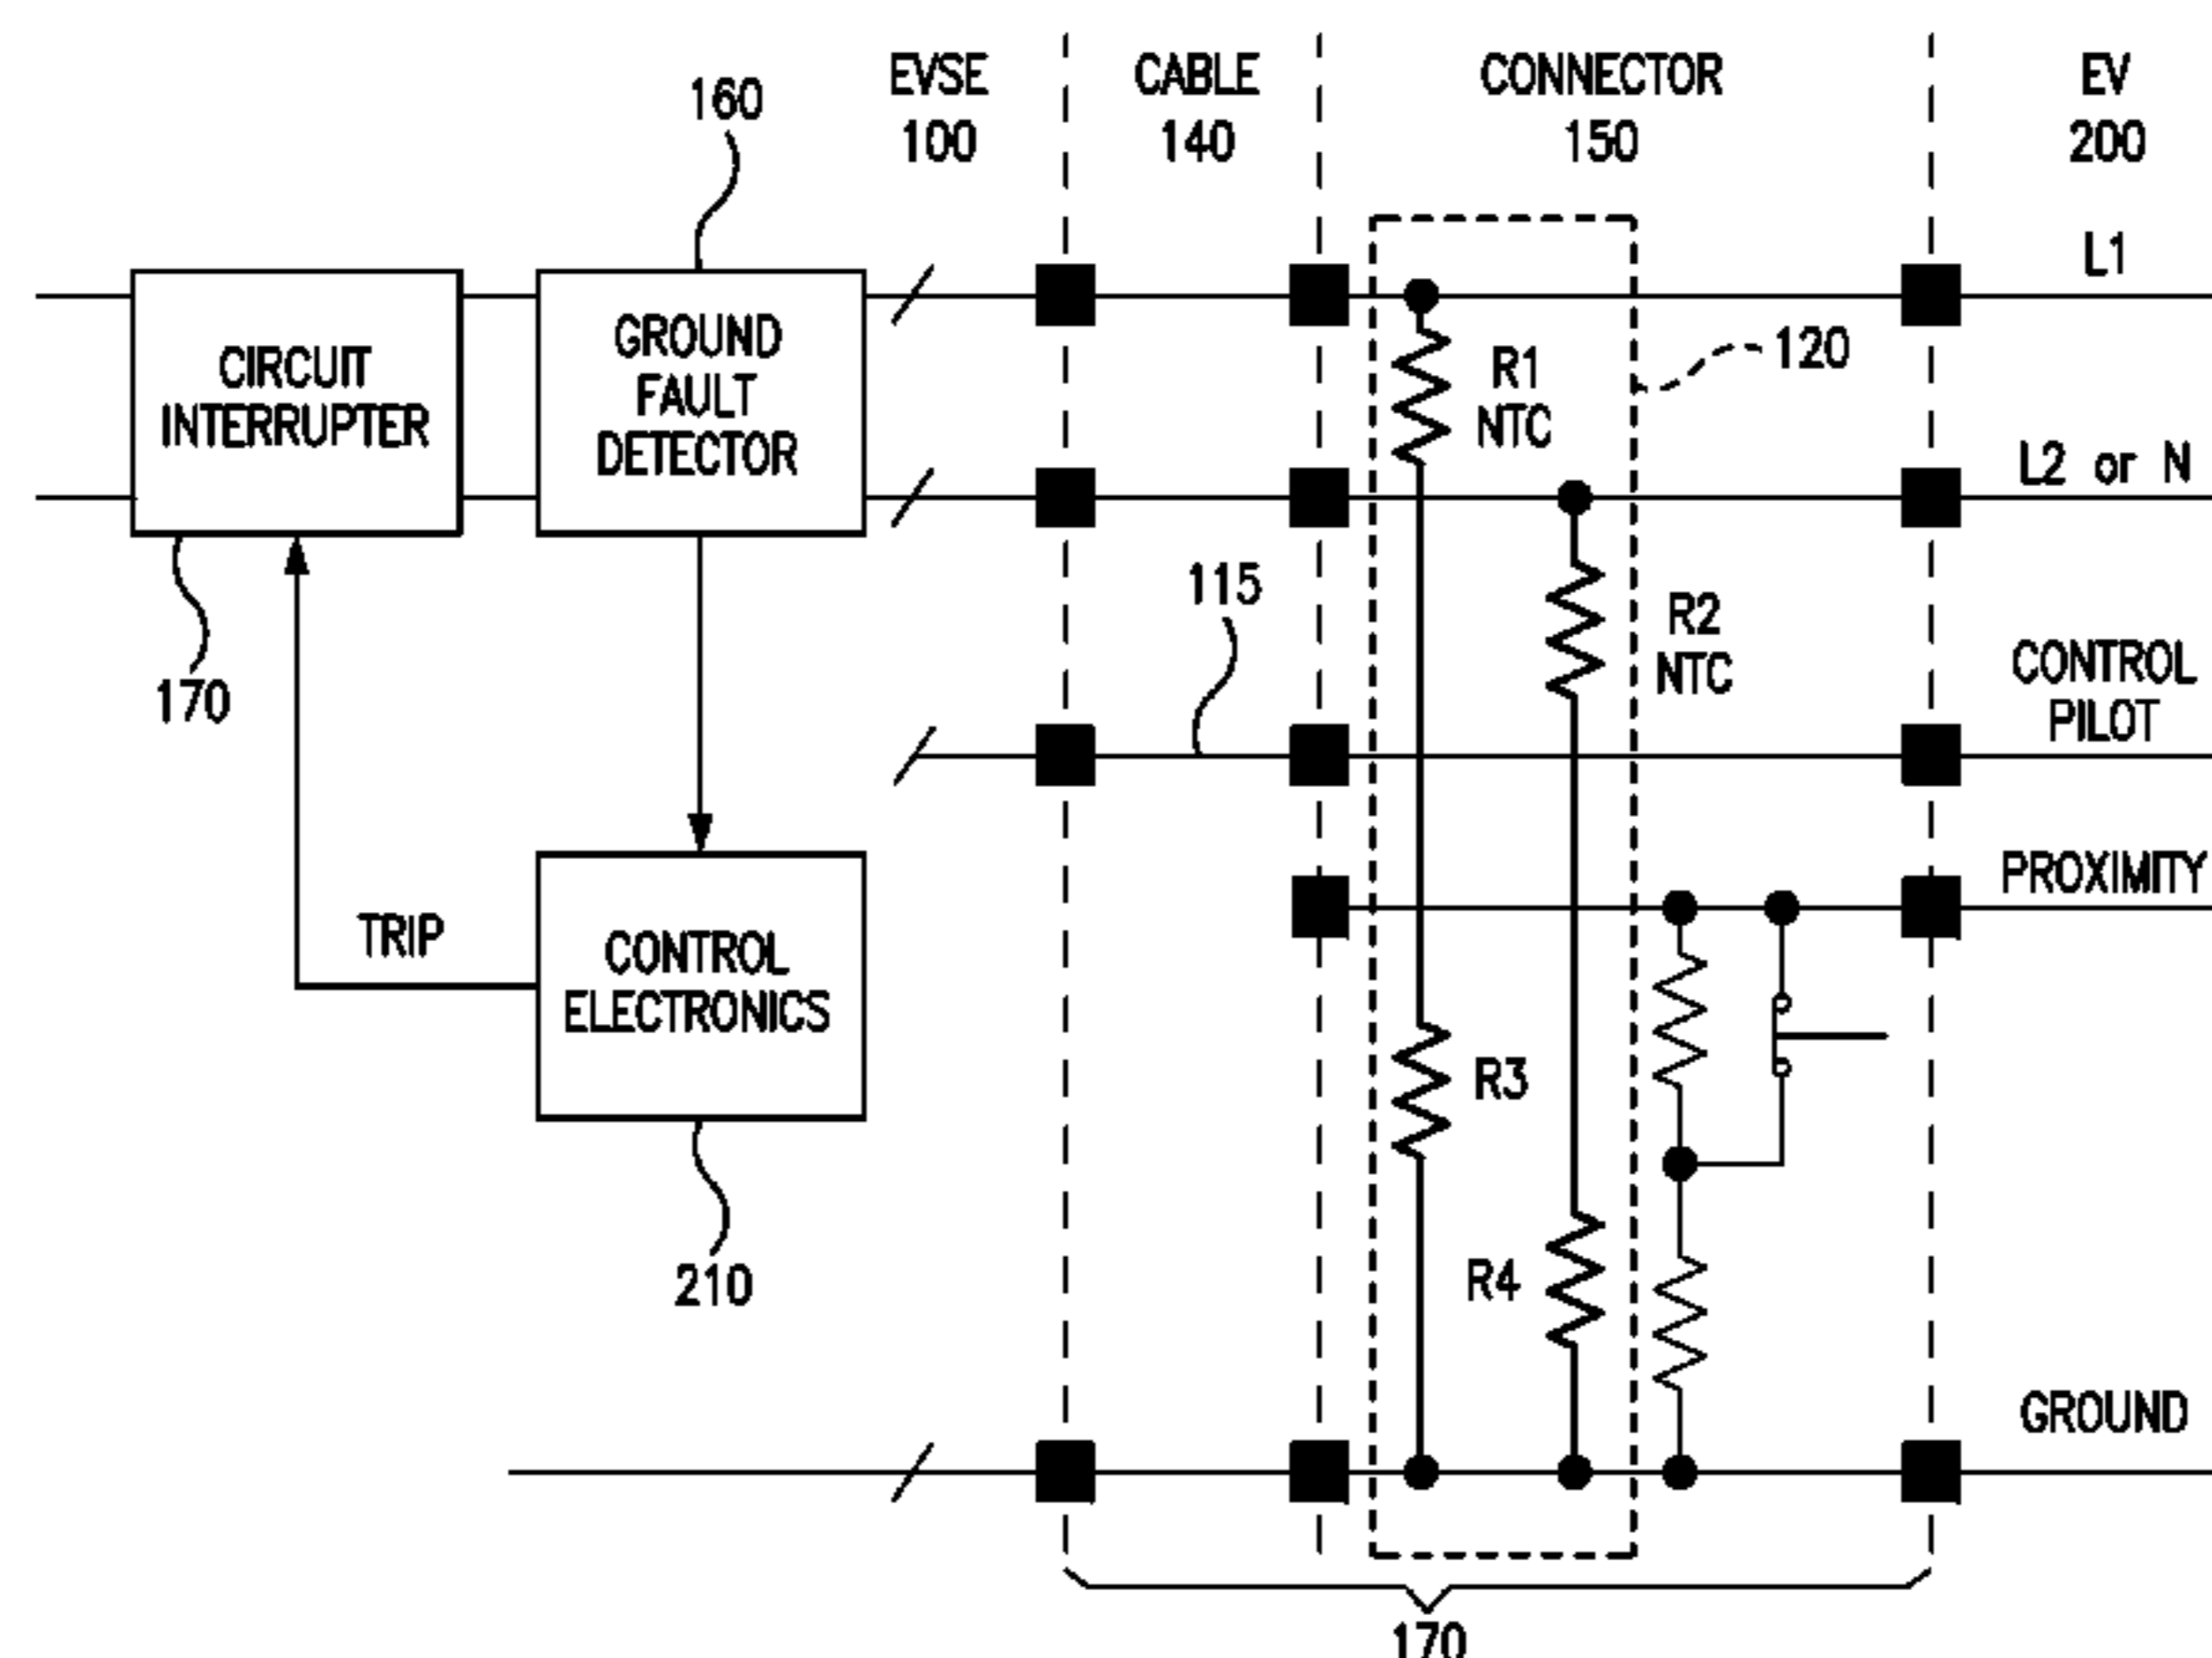 EVSE
100
CABLE
140
CONNECTOR
150
EV
200
160
CIRCUIT
INTERRUPTER
GROUND
FAULT
DETECTOR
L1
R1
NTC
120
L2 or N
115
R2
NTC
170
CONTROL
PILOT
PROXIMITY
TRIP
CONTROL
ELECTRONICS
R3
210
R4
GROUND
170